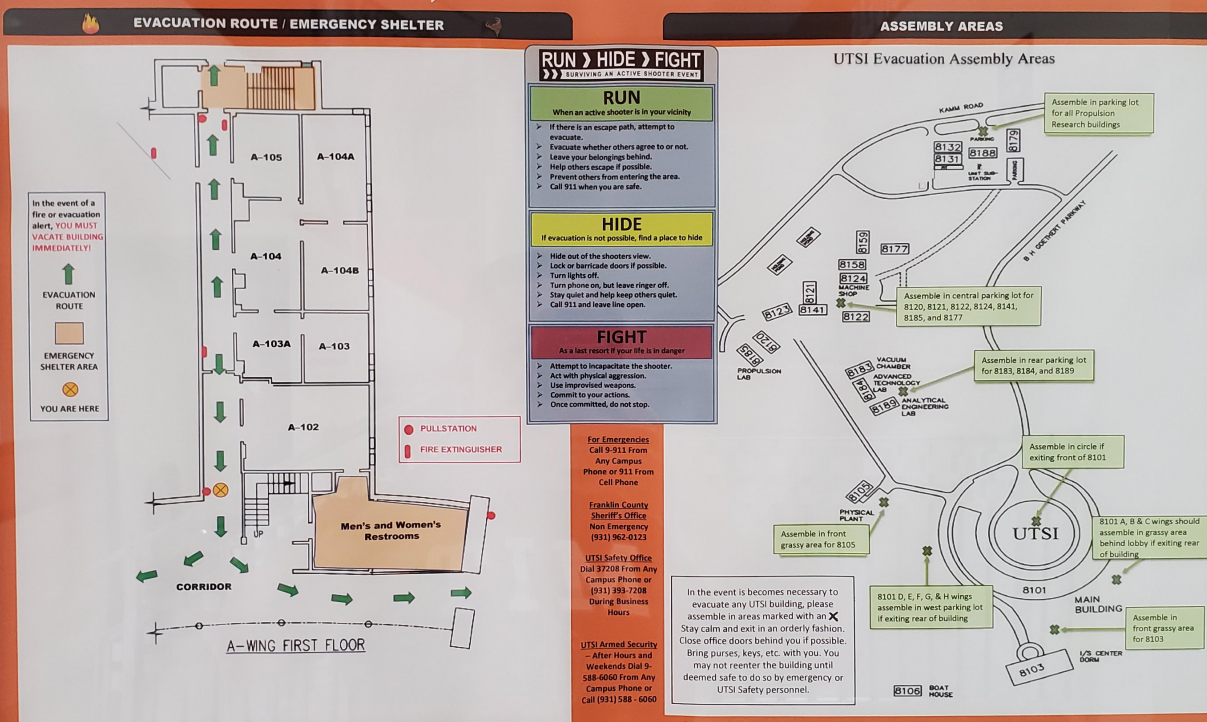 EVACUATION ROUTE / EMERGENCY SHELTER
In the event of a
fire or evacuation
alert, YOU MUST
VACATE BUILDING
IMMEDIATELY!
EVACUATION
ROUTE
EMERGENCY
SHELTER AREA
YOU ARE HERE
A-105
A-104A
A-104
A-104B
A-103A
A-103
A-102
UP
Men's and Women's
Restrooms
CORRIDOR
A-WING FIRST FLOOR
PULLSTATION
FIRE EXTINGUISHER
RUN > HIDE > FIGHT
SURVIVING AN ACTIVE SHOOTER EVENT
RUN
When an active shooter is in your vicinity
If there is an escape path, attempt to
evacuate.
Evacuate whether others agree to or not.
Leave your belongings behind.
Help others escape if possible.
Prevent others from entering the area.
Call 911 when you are safe.
HIDE
If evacuation is not possible, find a place to hide
Hide out of the shooters view.
Lock or barricade doors if possible.
Turn lights off.
Turn phone on, but leave ringer off.
Stay quiet and help keep others quiet.
Call 911 and leave line open.
FIGHT
As a last resort if your life is in danger
Attempt to incapacitate the shooter.
Act with physical aggression.
Use improvised weapons.
Commit to your actions.
Once committed, do not stop.
For Emergencies
Call 9-911 From
Any Campus
Phone or 911 From
Cell Phone
Franklin County
Sheriff's Office
Non Emergency
(931) 962-0123
UTSI Safety Office
Dial 37208 From Any
Campus Phone or
(931) 393-7208
During Business
Hours
UTSI Armed Security
– After Hours and
Weekends Dial 9-
588-6060 From Any
Campus Phone or
Call (931) 588 - 6060
ASSEMBLY AREAS
UTSI Evacuation Assembly Areas
KAMM ROAD
Assemble in parking lot
for all Propulsion
Research buildings
PARKING
8179
8132
8131
8188
UNIT SUB-
STATION
PARKING
B H GOETHERT PARKWAY
8159
8177
8158
8124
MACHINE
SHOP
8121
8141
8123
8122
Assemble in central parking lot for
8120, 8121, 8122, 8124, 8141,
8185, and 8177
8120
8185
PROPULSION
LAB
8183
VACUUM
CHAMBER
8184
ADVANCED
TECHNOLOGY
LAB
8189
ANALYTICAL
ENGINEERING
LAB
Assemble in rear parking lot
for 8183, 8184, and 8189
Assemble in circle if
exiting front of 8101
8105
PHYSICAL
PLANT
Assemble in front
grassy area for 8105
UTSI
8101 A, B & C wings should
assemble in grassy area
behind lobby if exiting rear
of building
8101
MAIN
BUILDING
8101 D, E, F, G, & H wings
assemble in west parking lot
if exiting rear of building
Assemble in
front grassy area
for 8103
8103
I/S CENTER
DORM
8106
BOAT
HOUSE
In the event is becomes necessary to
evacuate any UTSI building, please
assemble in areas marked with an X
Stay calm and exit in an orderly fashion.
Close office doors behind you if possible.
Bring purses, keys, etc. with you. You
may not reenter the building until
deemed safe to do so by emergency or
UTSI Safety personnel.